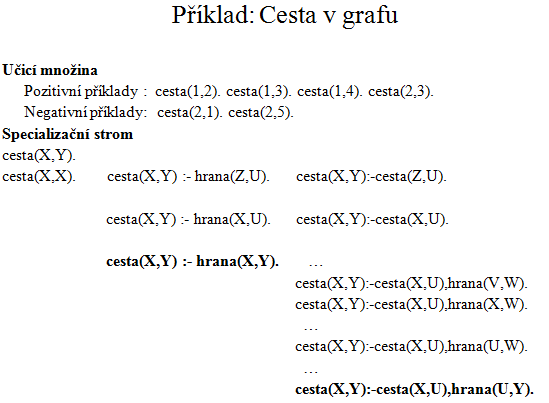 Příklad: Cesta v grafu
Učicí množina
Pozitivní příklady : cesta(1,2). cesta(1,3). cesta(1,4). cesta(2,3).
Negativní příklady: cesta(2,1). cesta(2,5).
Specializační strom
cesta(X,Y).
cesta(X,X). cesta(X,Y) :- hrana(Z,U). cesta(X,Y):-cesta(Z,U).
cesta(X,Y) :- hrana(X,U). cesta(X,Y):-cesta(X,U).
cesta(X,Y) :- hrana(X,Y). …
cesta(X,Y):-cesta(X,U),hrana(V,W).
cesta(X,Y):-cesta(X,U),hrana(X,W).
…
cesta(X,Y):-cesta(X,U),hrana(U,W).
…
cesta(X,Y):-cesta(X,U),hrana(U,Y).